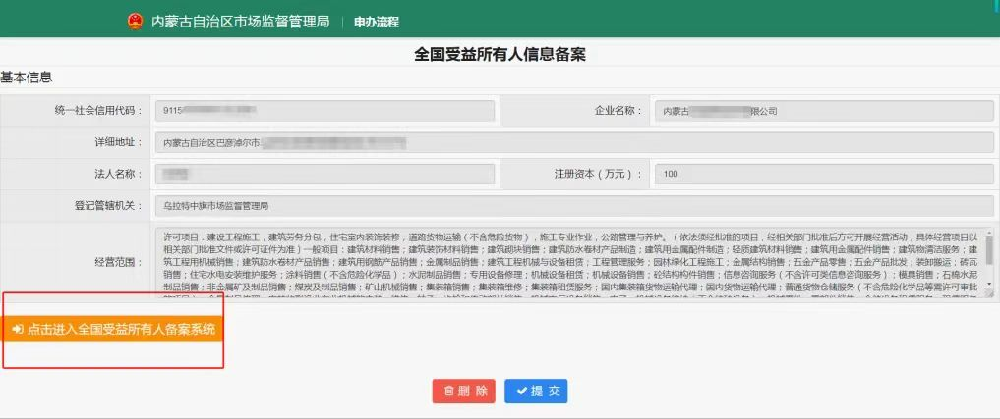 内蒙古自治区市场监督管理局 | 申办流程
全国受益所有人信息备案
基本信息
统一社会信用代码： 9115 企业名称： 内蒙古 限公司
详细地址： 内蒙古自治区巴彦淖尔市
法人名称： 注册资本（万元）： 100
登记管辖机关： 乌拉特中旗市场监督管理局
经营范围：
许可项目：建设工程施工；建筑劳务分包；住宅室内装饰装修；道路货物运输（不含危险货物）；施工专业作业；公路管理与养护。（依法须经批准的项目，经相关部门批准后方可开展经营活动，具体经营项目以
相关部门批准文件或许可证件为准）一般项目：建筑材料销售；建筑装饰材料销售；建筑砌块销售；建筑防水卷材产品制造；建筑用金属配件制造；轻质建筑材料销售；建筑用金属配件销售；建筑物清洁服务；建
筑工程用机械销售；建筑防水卷材产品销售；建筑用钢筋产品销售；金属制品销售；建筑工程机械与设备租赁；工程管理服务；园林绿化工程施工；金属结构销售；五金产品零售；五金产品批发；装卸搬运；砖瓦
销售；住宅水电安装维护服务；涂料销售（不含危险化学品）；水泥制品销售；专用设备修理；机械设备租赁；机械设备销售；砼结构构件销售；信息咨询服务（不含许可类信息咨询服务）；模具销售；石棉水泥
制品销售；非金属矿及制品销售；煤炭及制品销售；矿山机械销售；集装箱销售；集装箱维修；集装箱租赁服务；国内集装箱货物运输代理；国内货物运输代理；普通货物仓储服务（不含危险化学品等需许可审批
点击进入全国受益所有人备案系统
删 除 提 交